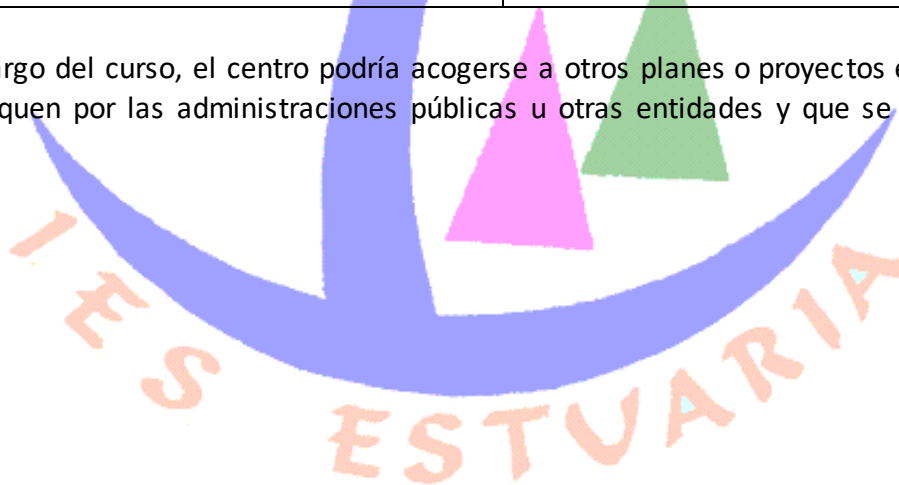 argo del curso, el centro podría acogerse a otros planes o proyectos e
quen por las administraciones públicas u otras entidades y que se
IES ESTUARIA